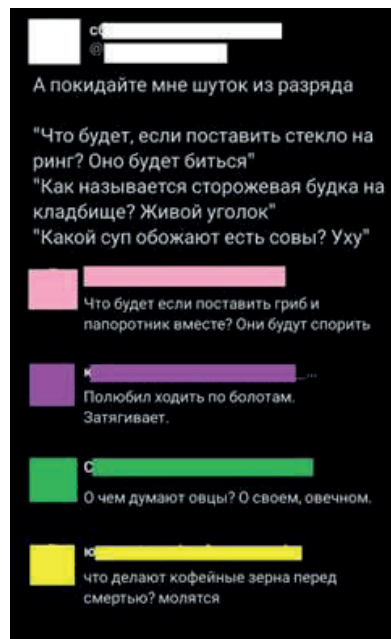 @
А покидайте мне шуток из разряда
"Что будет, если поставить стекло на
ринг? Оно будет биться"
"Как называется сторожевая будка на
кладбище? Живой уголок"
"Какой суп обожают есть совы? Уху"
Что будет если поставить гриб и
папоротник вместе? Они будут спорить
Полюбил ходить по болотам.
Затягивает.
О чем думают овцы? О своем, овечном.
что делают кофейные зерна перед
смертью? молятся